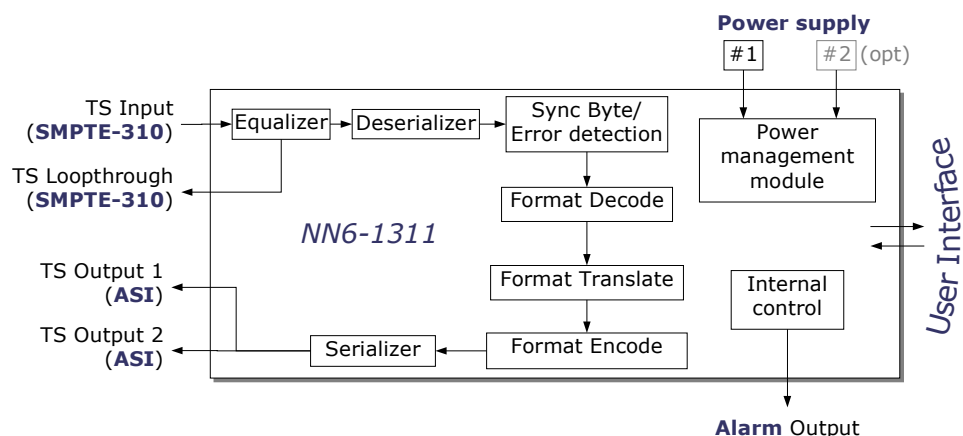 Power supply
#1
#2 (opt)
TS Input
(SMPTE-310)
Equalizer
Deserializer
Sync Byte/
Error detection
Power
management
module
TS Loopthrough
(SMPTE-310)
Format Decode
NN6-1311
User Interface
TS Output 1
(ASI)
Format Translate
Internal
control
TS Output 2
(ASI)
Serializer
Format Encode
Alarm Output